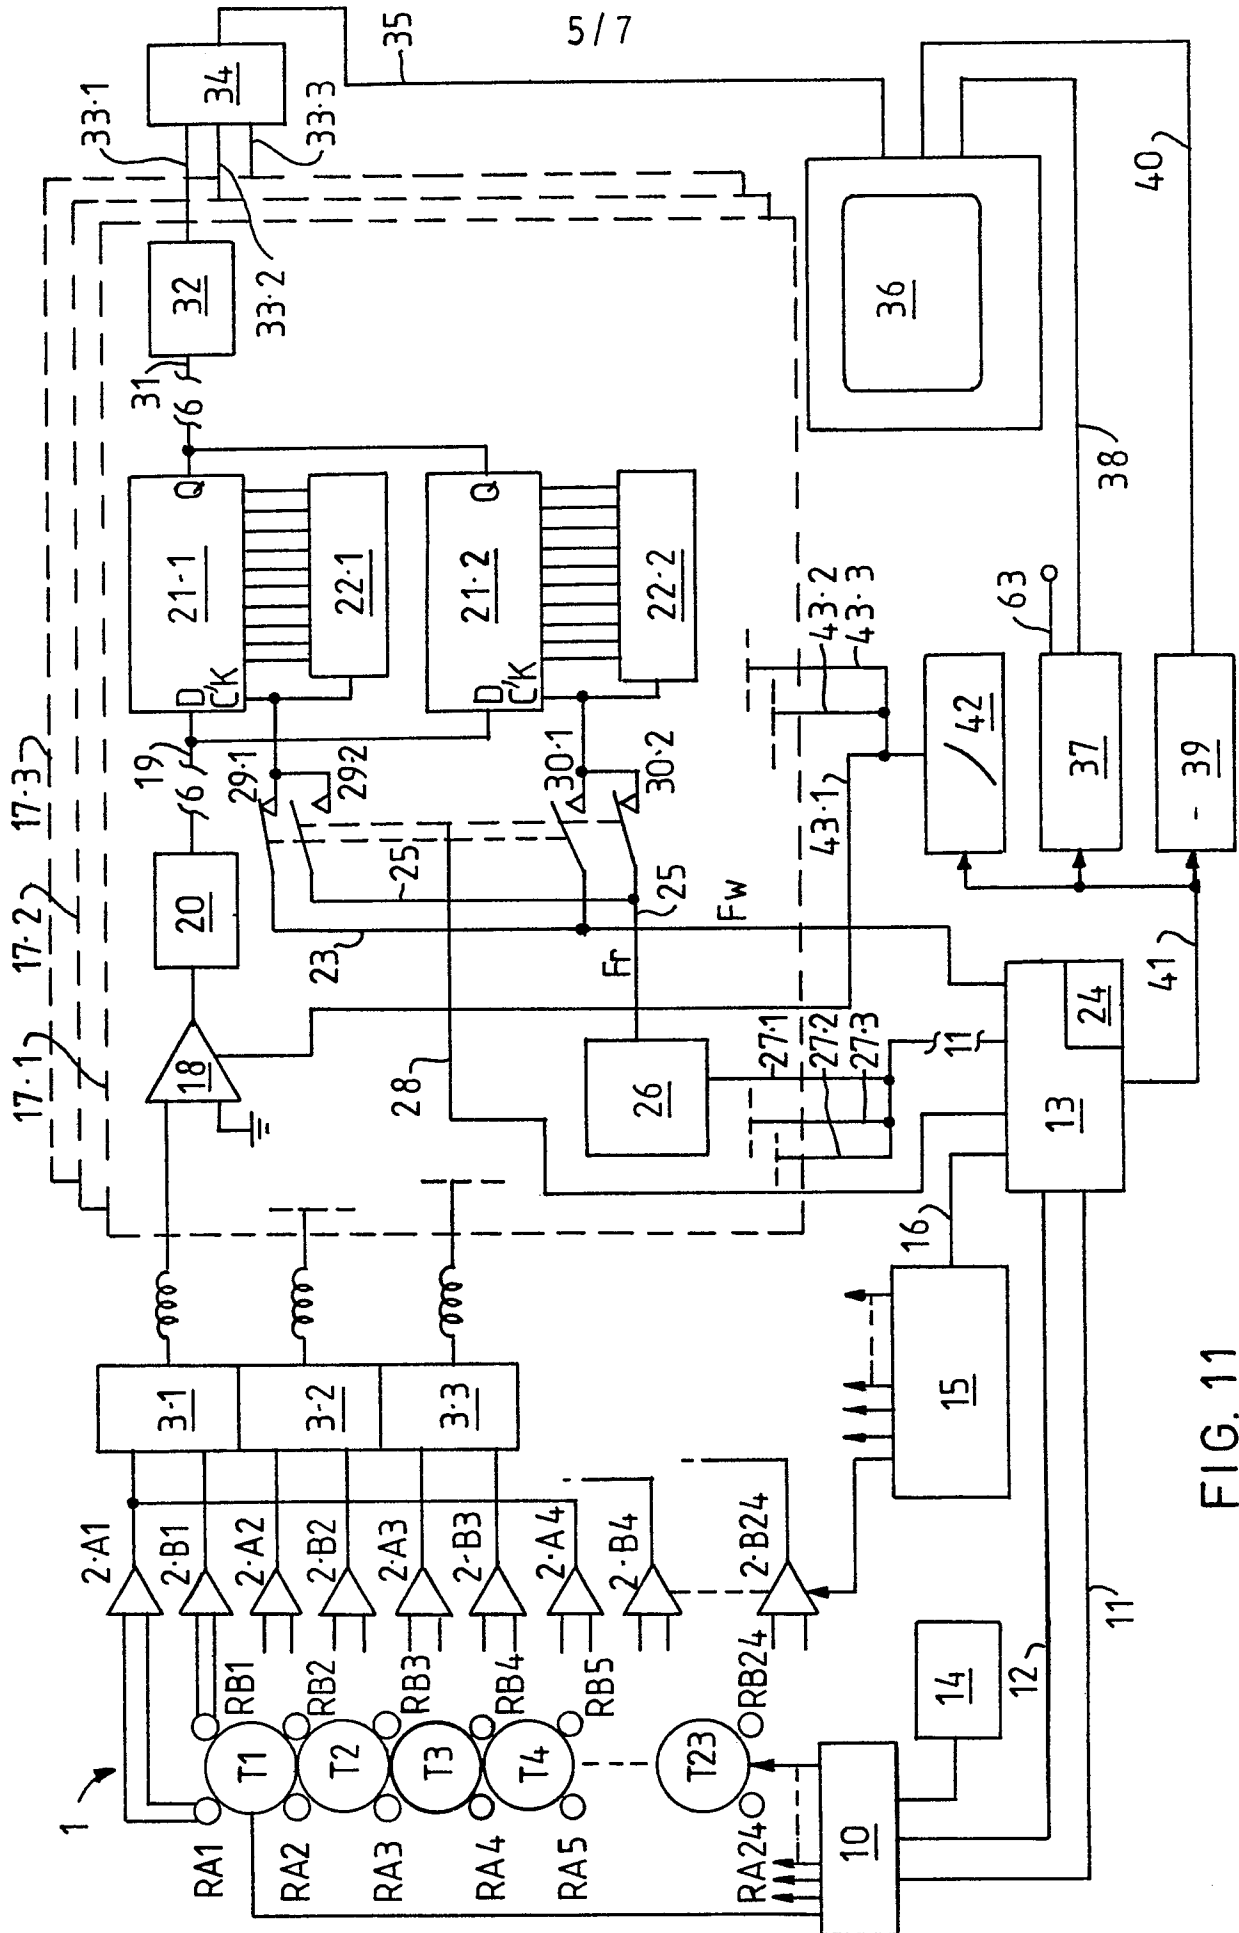 5/7
35
34
33·1
33·3
33·2
32
31
6
36
40
38
17·3
17·2
17·1
19
6
20
18
D
C'K
Q
21·1
22·1
D
C'K
Q
21·2
22·2
29·1
29·2
30·1
30·2
25
25
23
Fr
Fw
28
26
27·1
27·2
27·3
11
43·1
43·2
43·3
42
63
37
39
41
24
13
16
15
3·1
3·2
3·3
2·A1
2·B1
2·A2
2·B2
2·A3
2·B3
2·A4
2·B4
2·B24
1
RB1
RB2
RB3
RB4
RB5
RB24
T1
T2
T3
T4
T23
RA1
RA2
RA3
RA4
RA5
RA24
10
14
12
11
FIG. 11